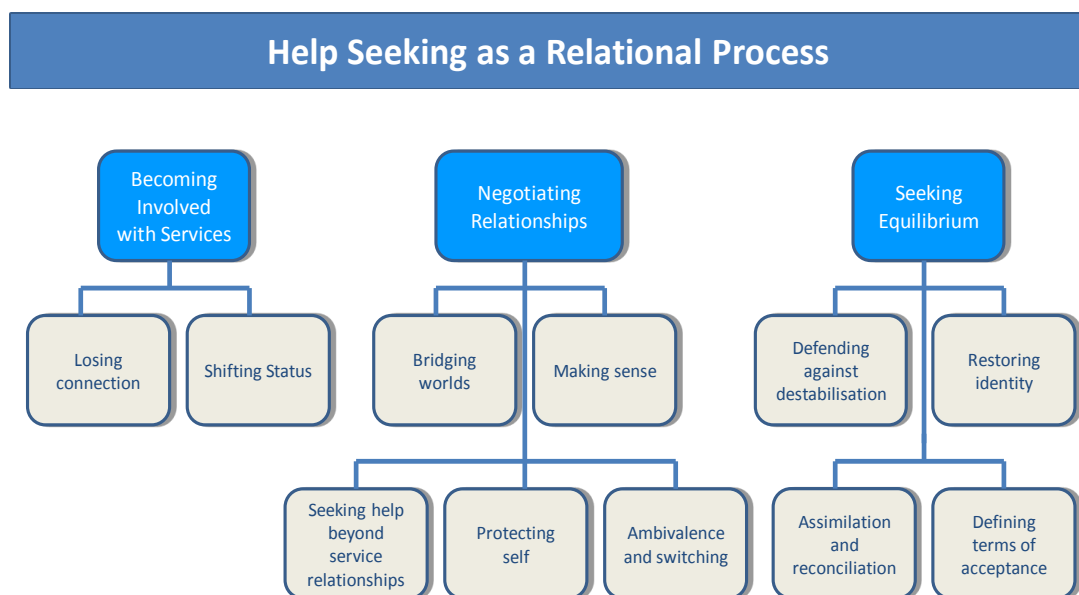 Help Seeking as a Relational Process
Becoming
Involved
with Services
Negotiating
Relationships
Seeking
Equilibrium
Losing
connection
Shifting Status
Bridging
worlds
Making sense
Defending
against
destabilisation
Restoring
identity
Seeking help
beyond
service
relationships
Protecting
self
Ambivalence
and switching
Assimilation
and
reconciliation
Defining
terms of
acceptance